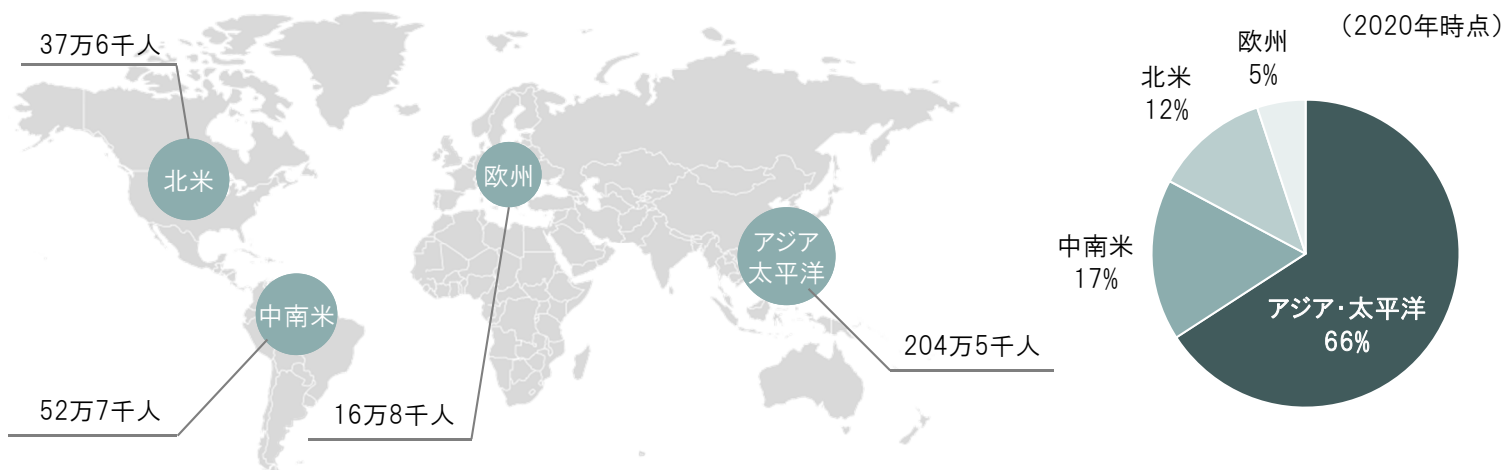 37万6千人
北米
欧州
アジア
太平洋
中南米
204万5千人
52万7千人
16万8千人
（2020年時点）
欧州
5%
北米
12%
中南米
17%
アジア・太平洋
66%